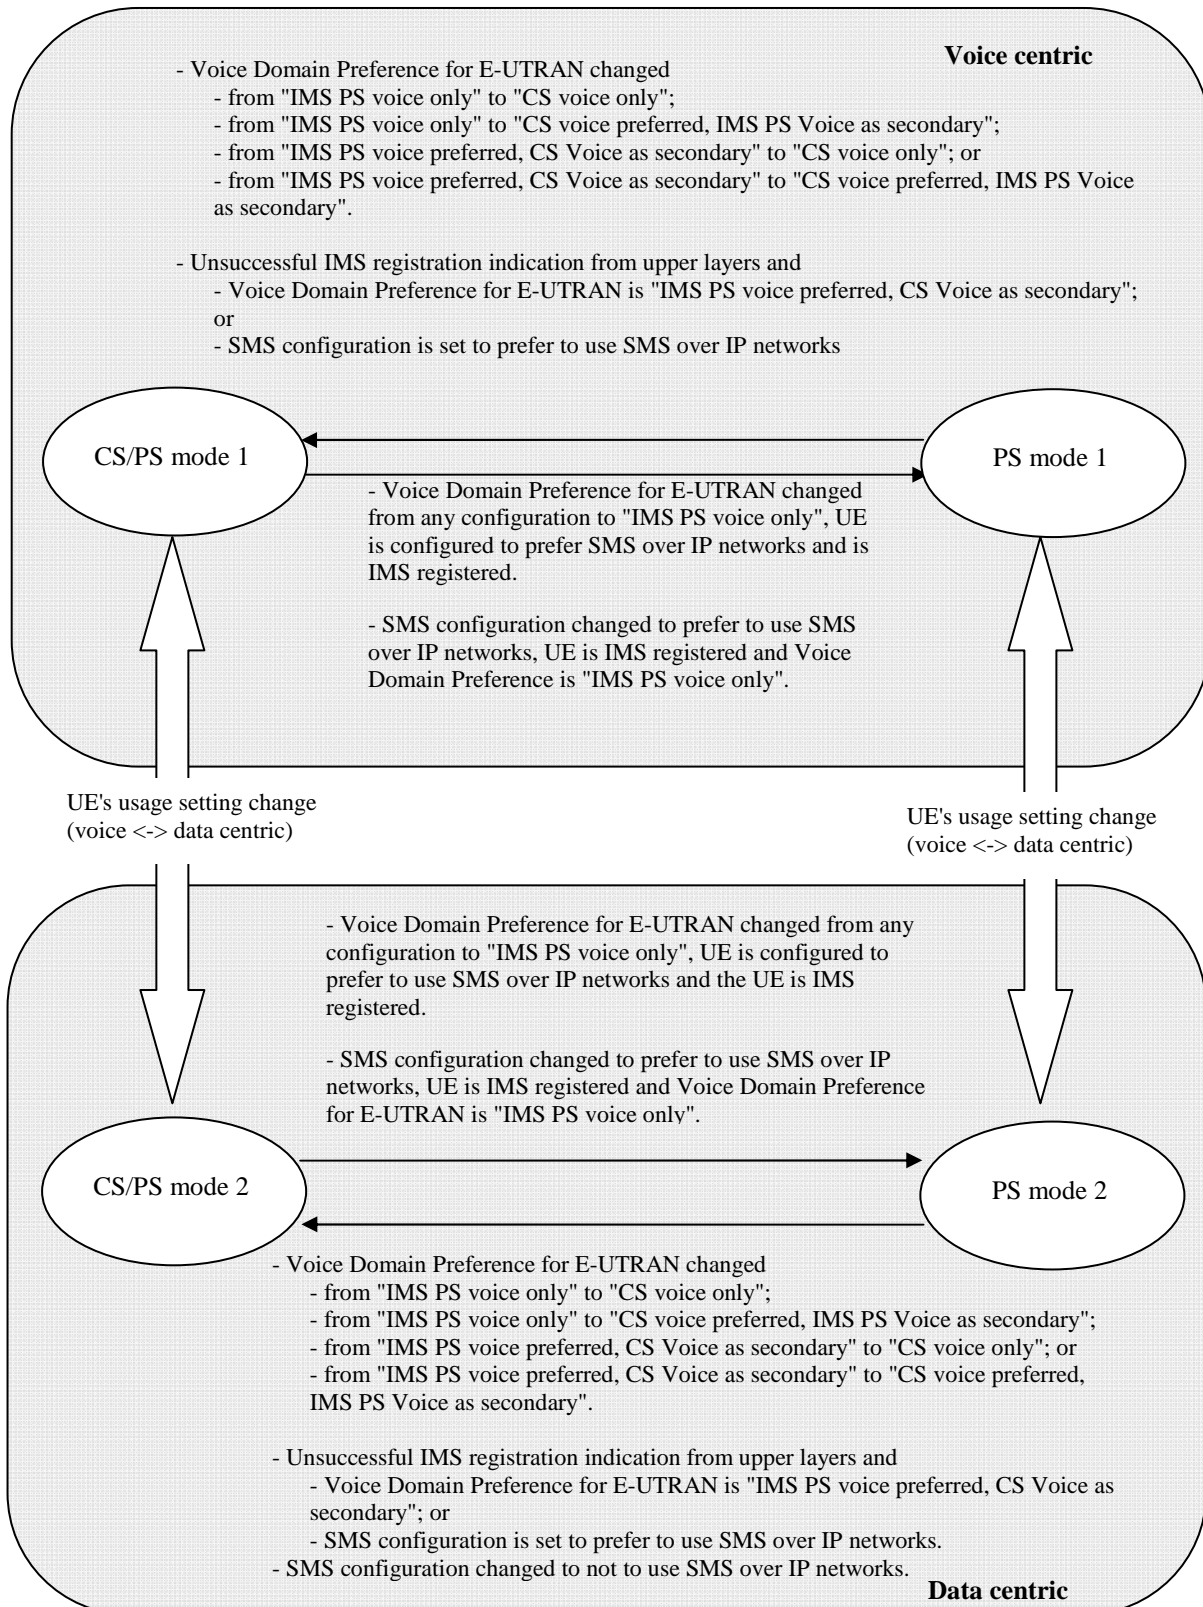 Voice centric
- Voice Domain Preference for E-UTRAN changed
- from "IMS PS voice only" to "CS voice only";
- from "IMS PS voice only" to "CS voice preferred, IMS PS Voice as secondary";
- from "IMS PS voice preferred, CS Voice as secondary" to "CS voice only"; or
- from "IMS PS voice preferred, CS Voice as secondary" to "CS voice preferred, IMS PS Voice
as secondary".
- Unsuccessful IMS registration indication from upper layers and
- Voice Domain Preference for E-UTRAN is "IMS PS voice preferred, CS Voice as secondary";
or
- SMS configuration is set to prefer to use SMS over IP networks
CS/PS mode 1
PS mode 1
- Voice Domain Preference for E-UTRAN changed
from any configuration to "IMS PS voice only", UE
is configured to prefer SMS over IP networks and is
IMS registered.
- SMS configuration changed to prefer to use SMS
over IP networks, UE is IMS registered and Voice
Domain Preference is "IMS PS voice only".
UE's usage setting change
(voice <-> data centric)
UE's usage setting change
(voice <-> data centric)
- Voice Domain Preference for E-UTRAN changed from any
configuration to "IMS PS voice only", UE is configured to
prefer to use SMS over IP networks and the UE is IMS
registered.
- SMS configuration changed to prefer to use SMS over IP
networks, UE is IMS registered and Voice Domain Preference
for E-UTRAN is "IMS PS voice only".
CS/PS mode 2
PS mode 2
- Voice Domain Preference for E-UTRAN changed
- from "IMS PS voice only" to "CS voice only";
- from "IMS PS voice only" to "CS voice preferred, IMS PS Voice as secondary";
- from "IMS PS voice preferred, CS Voice as secondary" to "CS voice only"; or
- from "IMS PS voice preferred, CS Voice as secondary" to "CS voice preferred,
IMS PS Voice as secondary".
- Unsuccessful IMS registration indication from upper layers and
- Voice Domain Preference for E-UTRAN is "IMS PS voice preferred, CS Voice as
secondary"; or
- SMS configuration is set to prefer to use SMS over IP networks.
- SMS configuration changed to not to use SMS over IP networks.
Data centric